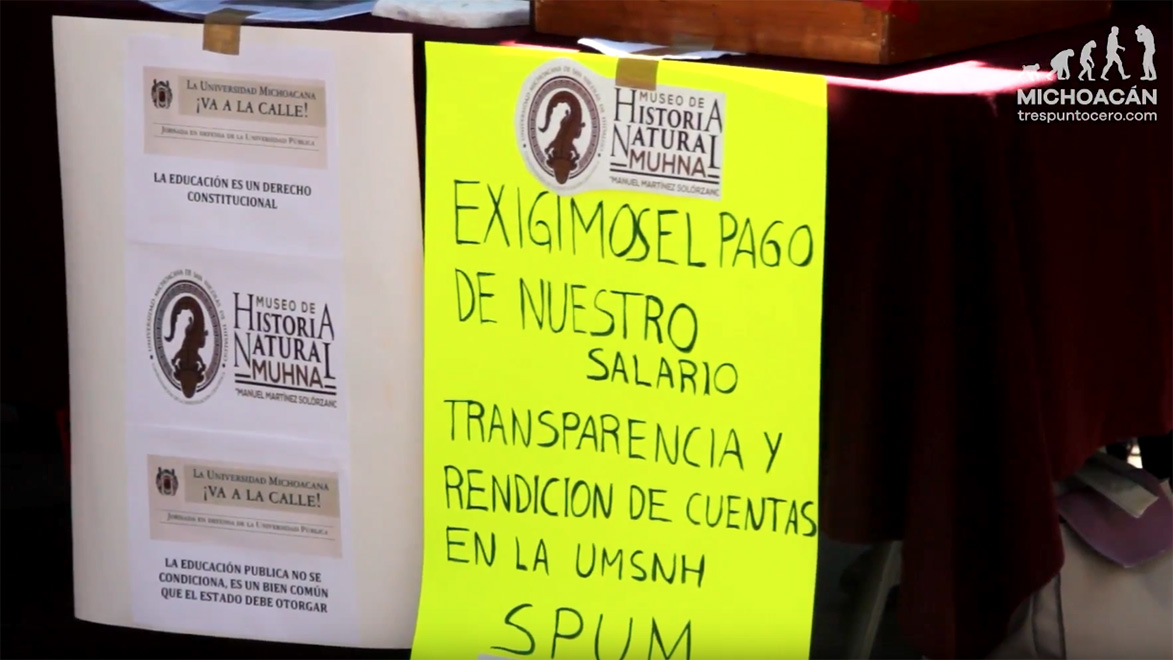 LA UNIVERSIDAD MICHOACANA
¡VA A LA CALLE!
JORNADA EN DEFENSA DE LA UNIVERSIDAD PÚBLICA
LA EDUCACIÓN ES UN DERECHO
CONSTITUCIONAL
MUSEO DE
HISTORIA
NATURAL
MUHNA
"MANUEL MARTÍNEZ SOLÓRZANO
LA UNIVERSIDAD MICHOACANA
¡VA A LA CALLE!
JORNADA EN DEFENSA DE LA UNIVERSIDAD PÚBLICA
LA EDUCACIÓN PUBLICA NO SE
CONDICIONA, ES UN BIEN COMÚN
QUE EL ESTADO DEBE OTORGAR
MUSEO DE
HISTORIA
NATURAL
MUHNA
"MANUEL MARTÍNEZ SOLÓRZANO
EXIGIMOS EL PAGO
DE NUESTRO
SALARIO
TRANSPARENCIA Y
RENDICION DE CUENTAS
EN LA UMSNH
SPUM
MICHOACÁN
trespuntocero.com